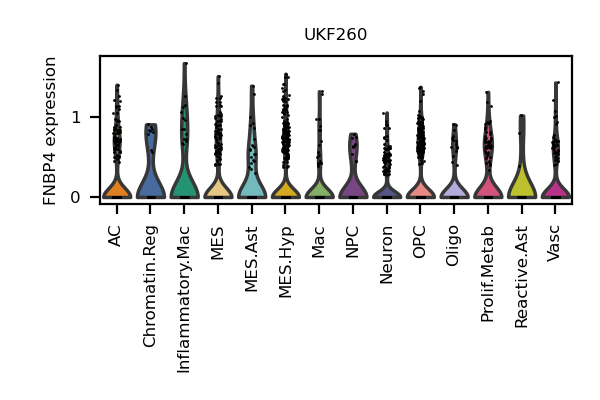 UKF260
FNBP4 expression
1
0
AC
Chromatin.Reg
Inflammatory.Mac
MES
MES.Ast
MES.Hyp
Mac
NPC
Neuron
OPC
Oligo
Prolif.Metab
Reactive.Ast
Vasc